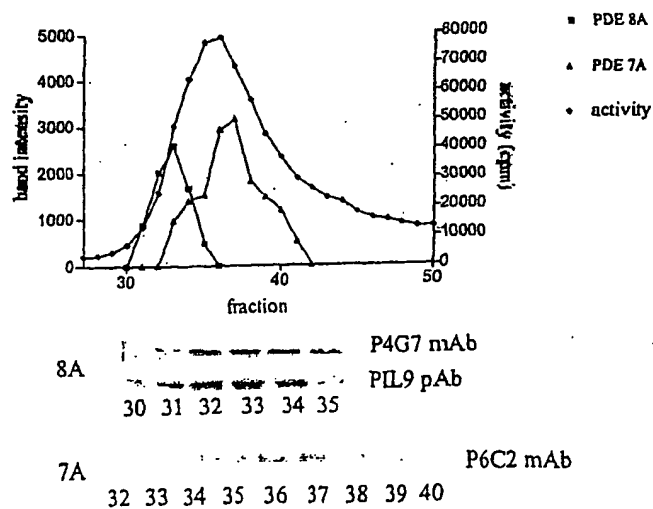 PDE 8A
PDE 7A
activity
5000
4000
3000
2000
1000
0
band intensity
80000
70000
60000
50000
40000
30000
20000
10000
0
activity (cpm)
30
40
50
fraction
8A
P4G7 mAb
PIL9 pAb
30 31 32 33 34 35
7A
P6C2 mAb
32 33 34 35 36 37 38 39 40